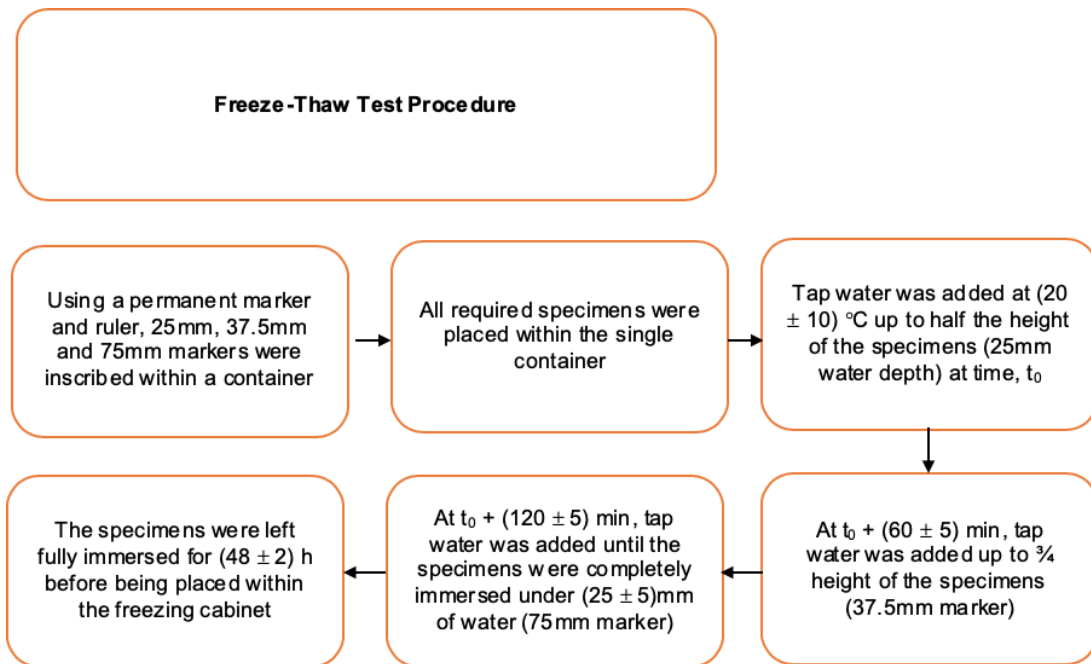 Freeze-Thaw Test Procedure
Using a permanent marker
and ruler, 25mm, 37.5mm
and 75mm markers were
inscribed within a container
All required specimens were
placed within the single
container
Tap water was added at (20
± 10) °C up to half the height
of the specimens (25mm
water depth) at time, t₀
At t₀ + (60 ± 5) min, tap
water was added up to ¾
height of the specimens
(37.5mm marker)
At t₀ + (120 ± 5) min, tap
water was added until the
specimens were completely
immersed under (25 ± 5)mm
of water (75mm marker)
The specimens were left
fully immersed for (48 ± 2) h
before being placed within
the freezing cabinet